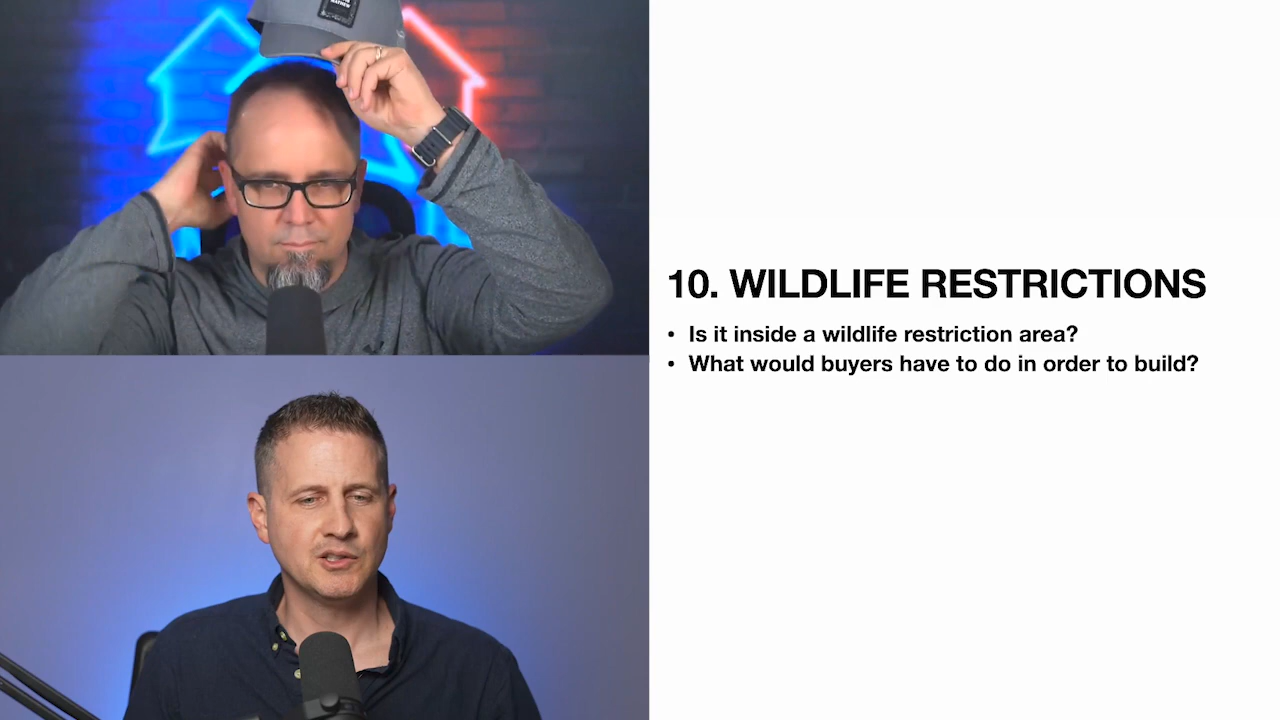 10. WILDLIFE RESTRICTIONS
• Is it inside a wildlife restriction area?
• What would buyers have to do in order to build?